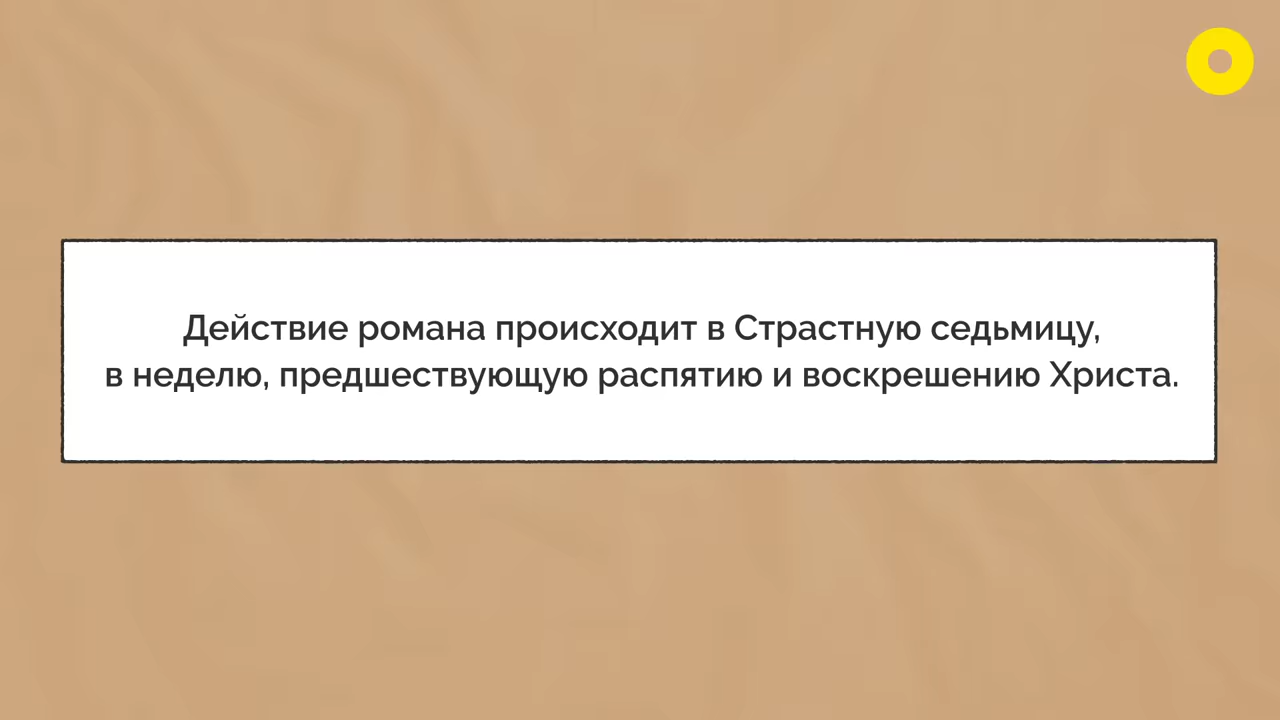 Действие романа происходит в Страстную седьмицу,
в неделю, предшествующую распятию и воскрешению Христа.